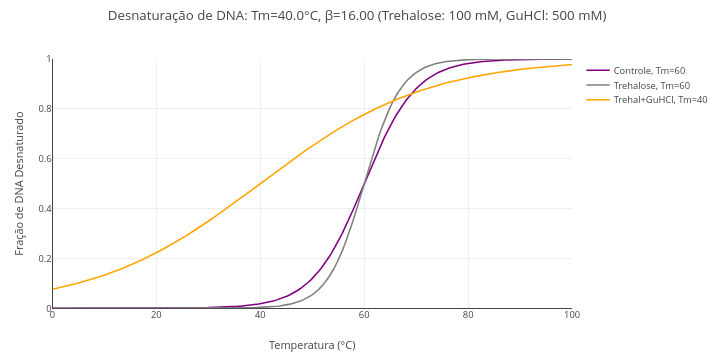 Desnaturação de DNA: Tm=40.0°C, β=16.00 (Trehalose: 100 mM, GuHCl: 500 mM)
Controle, Tm=60
Trehalose, Tm=60
Trehal+GuHCl, Tm=40
Fração de DNA Desnaturado
1
0.8
0.6
0.4
0.2
0
0 20 40 60 80 100
Temperatura (°C)